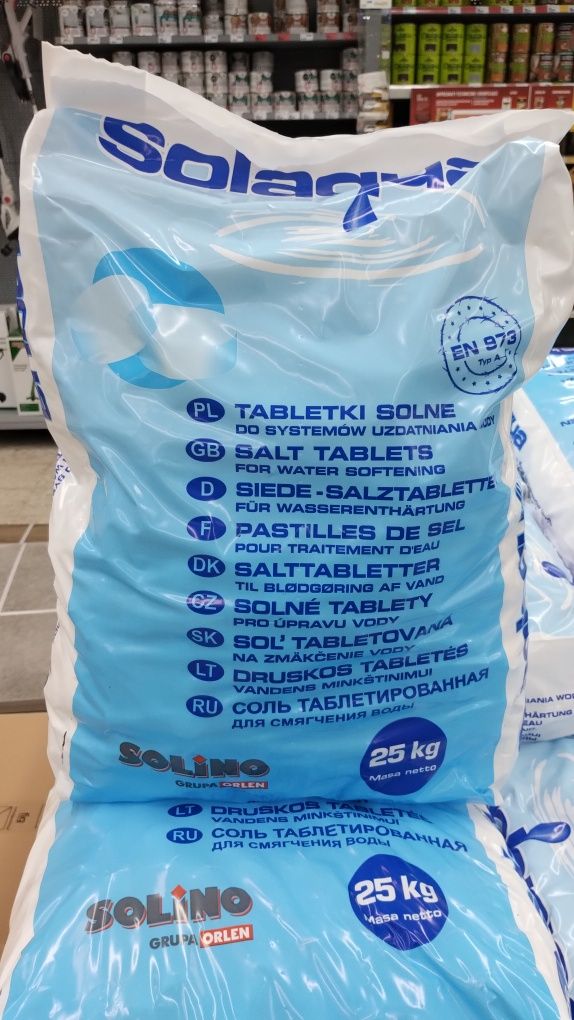 Solaqua
EN 973
Typ A
PL TABLETKI SOLNE
DO SYSTEMÓW UZDATNIANIA
GB SALT TABLETS
FOR WATER SOFTENING
D SIEDE-SALZTABLETTE
FÜR WASSERENTHÄRTUNG
F PASTILLES DE SEL
POUR TRAITEMENT D'EAU
DK SALTTABLETTER
TIL BLØDGØRING AF VAND
CZ SOLNÉ TABLETY
PRO ÚPRAVU VODY
SK SOĽ TABLETOVANÁ
NA ZMÄKČENIE VODY
LT DRUSKOS TABLETĖS
VANDENS MINKŠTINIMUI
RU СОЛЬ ТАБЛЕТИРОВАННАЯ
ДЛЯ СМЯГЧЕНИЯ ВОДЫ
SOLINO
GRUPA ORLEN
25 kg
Masa netto
LT DRUSKOS TABLETĖS
VANDENS MINKŠTINIMUI
RU СОЛЬ ТАБЛЕТИРОВАННАЯ
ДЛЯ СМЯГЧЕНИЯ ВОДЫ
SOLINO
GRUPA ORLEN
25 kg
Masa netto